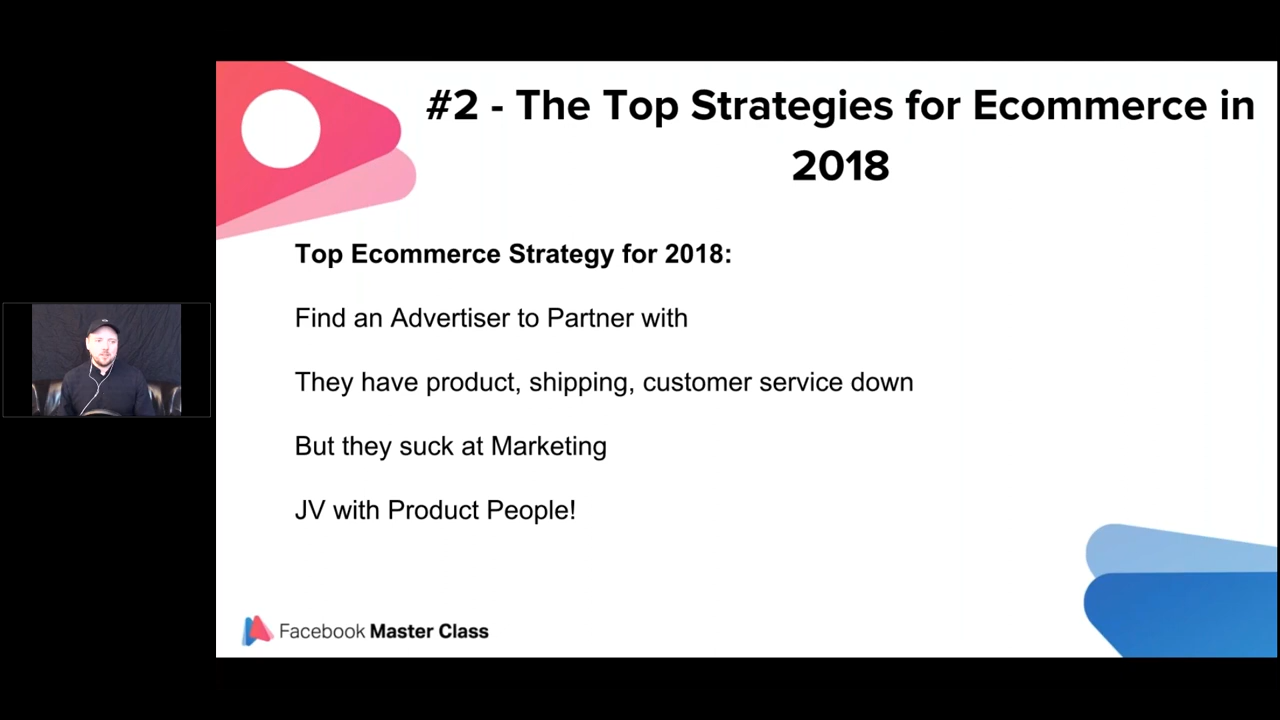 #2 - The Top Strategies for Ecommerce in
2018
Top Ecommerce Strategy for 2018:
Find an Advertiser to Partner with
They have product, shipping, customer service down
But they suck at Marketing
JV with Product People!
Facebook Master Class